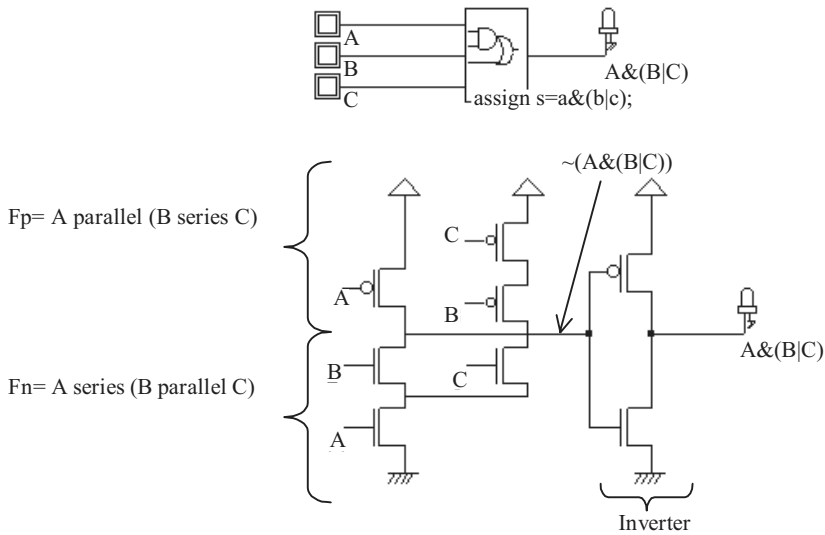 A
B
C
A&(B|C)
assign s=a&(b|c);
~(A&(B|C))
Fp= A parallel (B series C)
C
A
B
B
C
A&(B|C)
Fn= A series (B parallel C)
A
Inverter